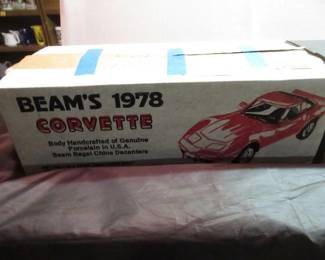 BEAM'S 1978
CORVETTE
Body Handcrafted of Genuine
Porcelain in U.S.A.
Beam Regal China Decanters